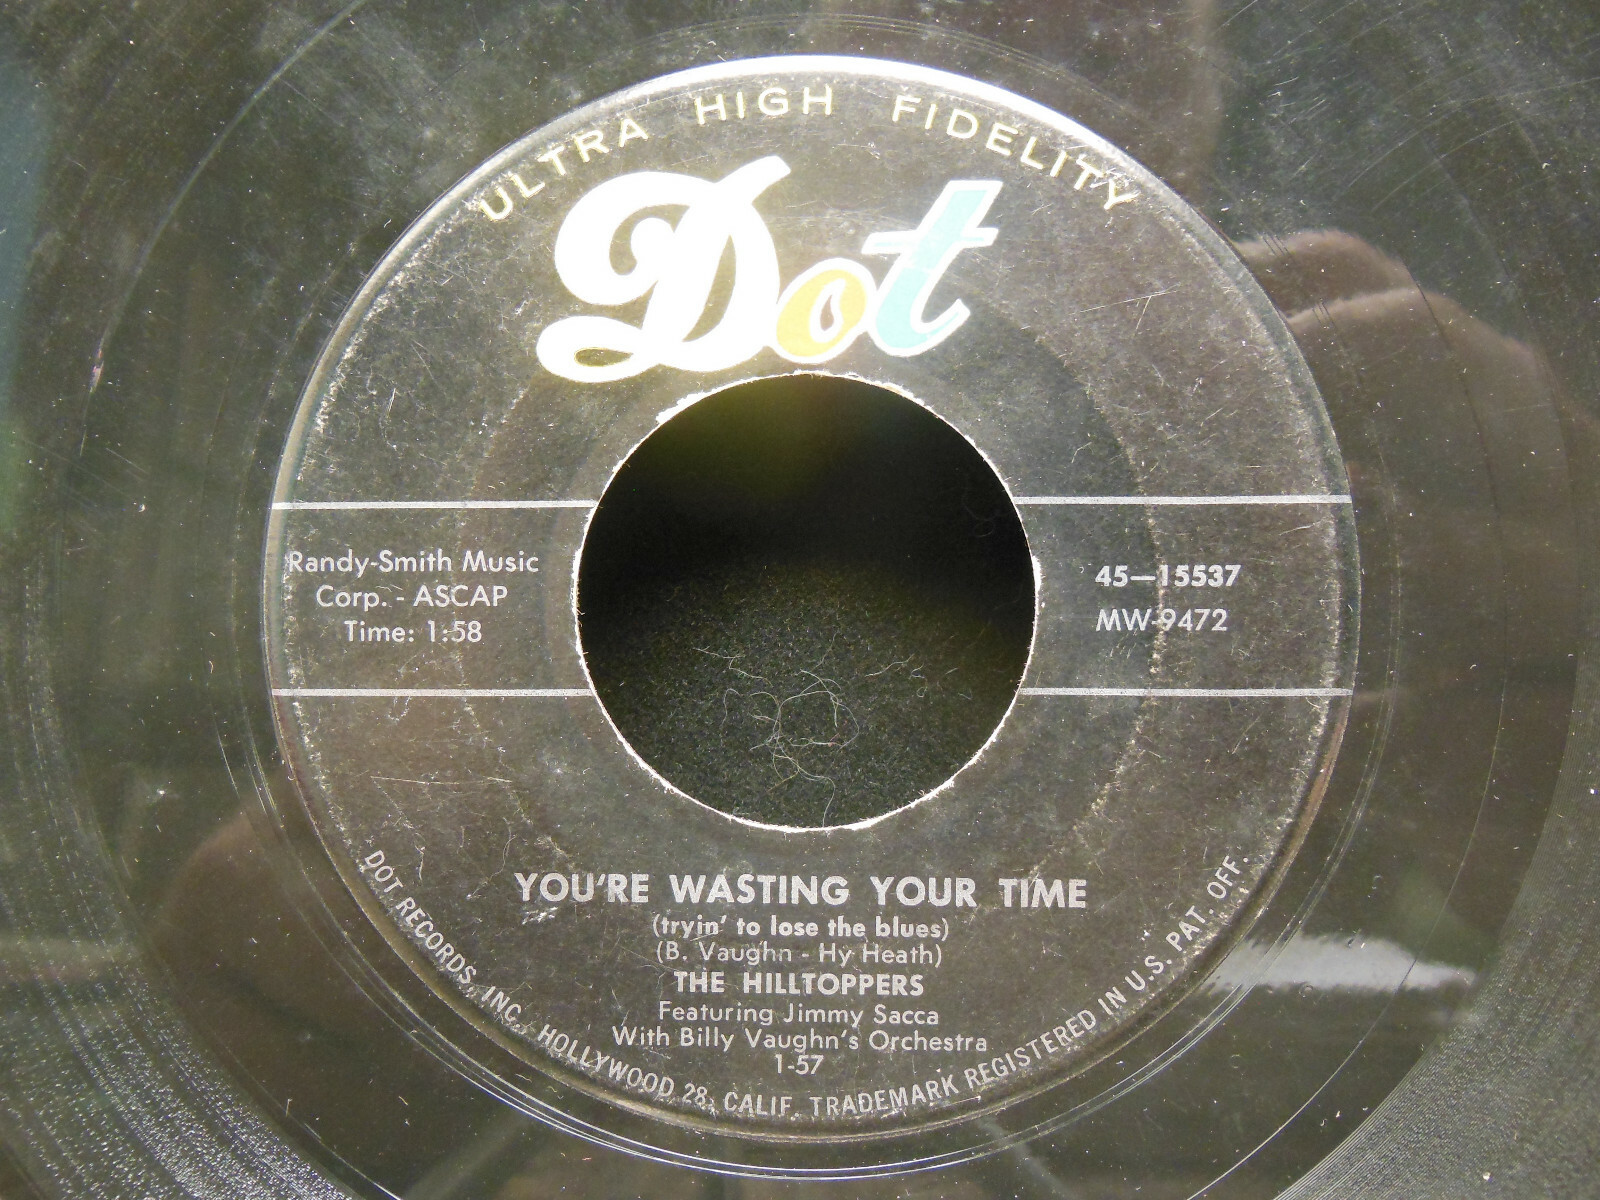 ULTRA HIGH FIDELITY
Dot
Randy-Smith Music
Corp. - ASCAP
Time: 1:58
45-15537
MW-9472
YOU'RE WASTING YOUR TIME
(tryin' to lose the blues)
(B. Vaughn - Hy Heath)
THE HILLTOPPERS
Featuring Jimmy Sacca
With Billy Vaughn's Orchestra
1-57
DOT RECORDS, INC., HOLLYWOOD 28, CALIF. TRADEMARK REGISTERED IN U.S. PAT. OFF.